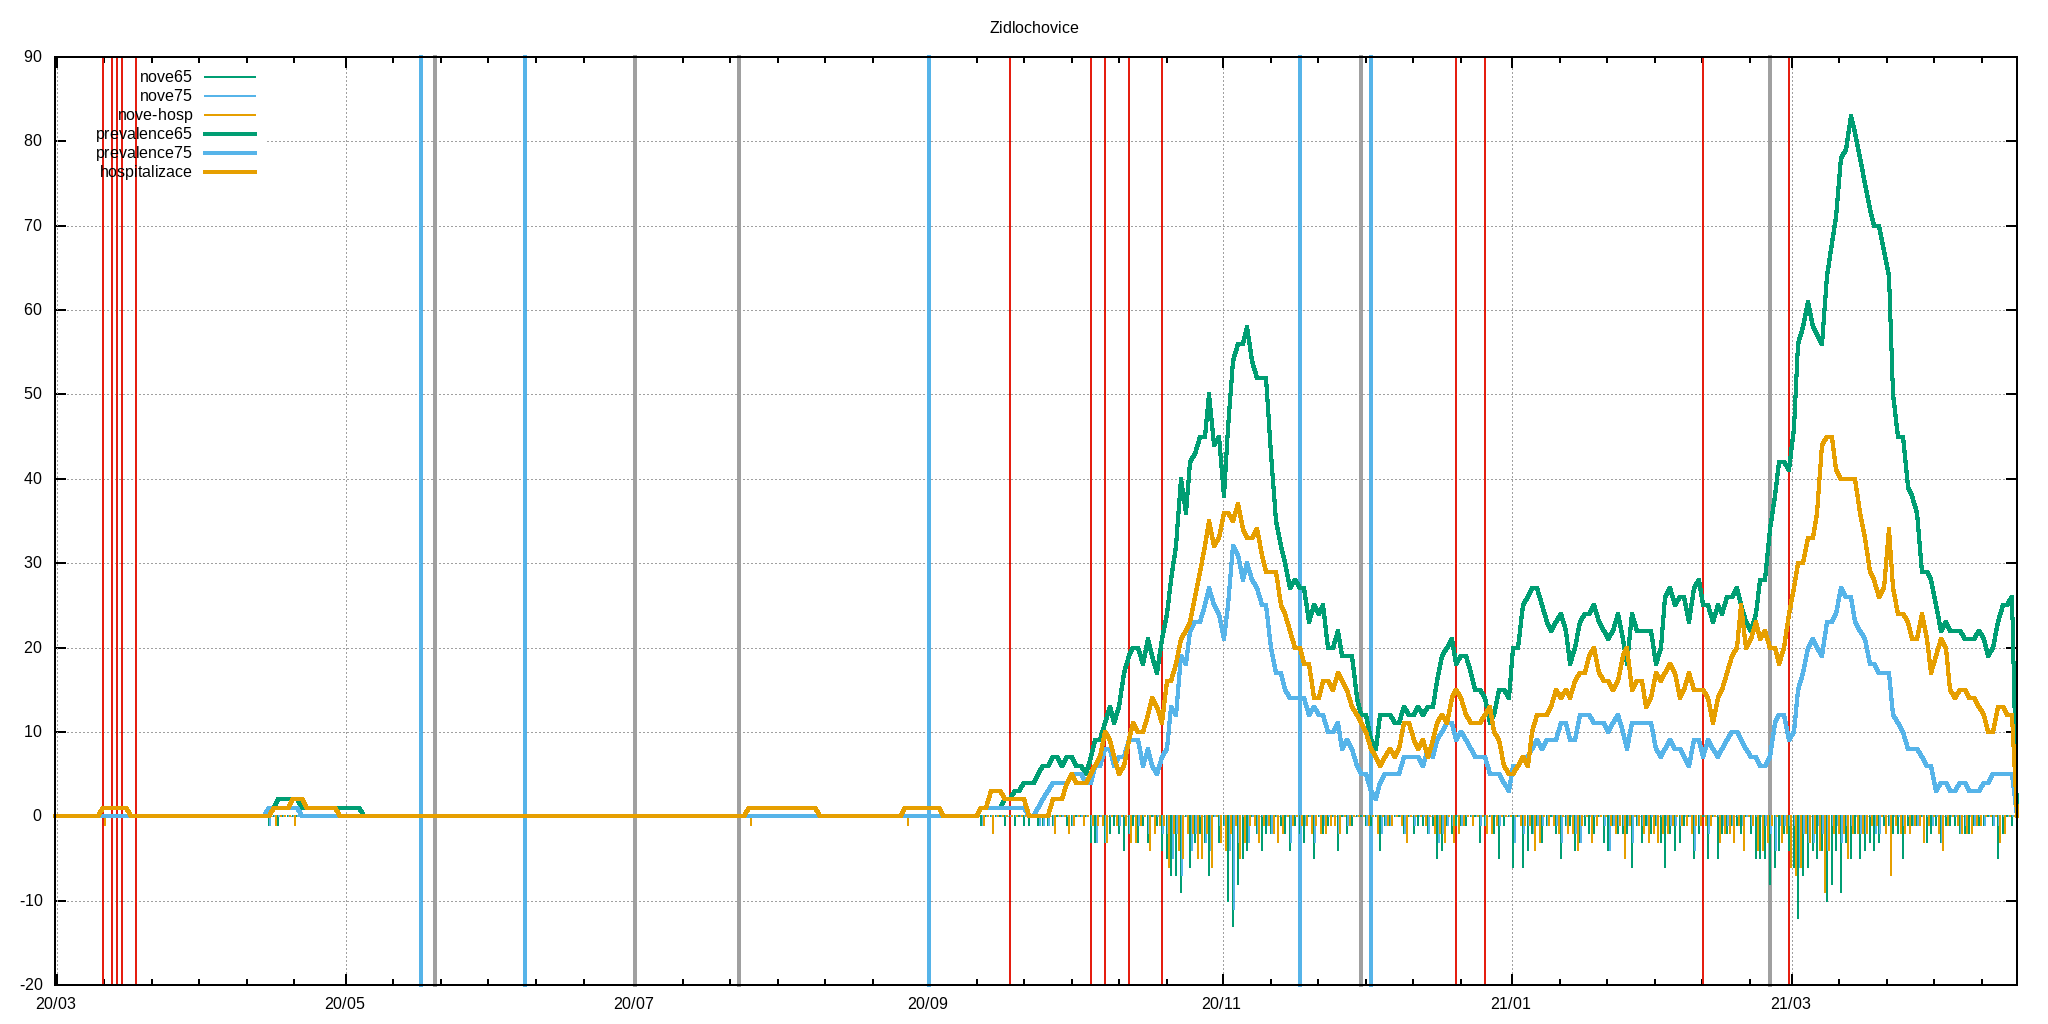 Zidlochovice
90
80
70
60
50
40
30
20
10
0
-10
-20
nove65
nove75
nove-hosp
prevalence65
prevalence75
hospitalizace
20/03 20/05 20/07 20/09 20/11 21/01 21/03